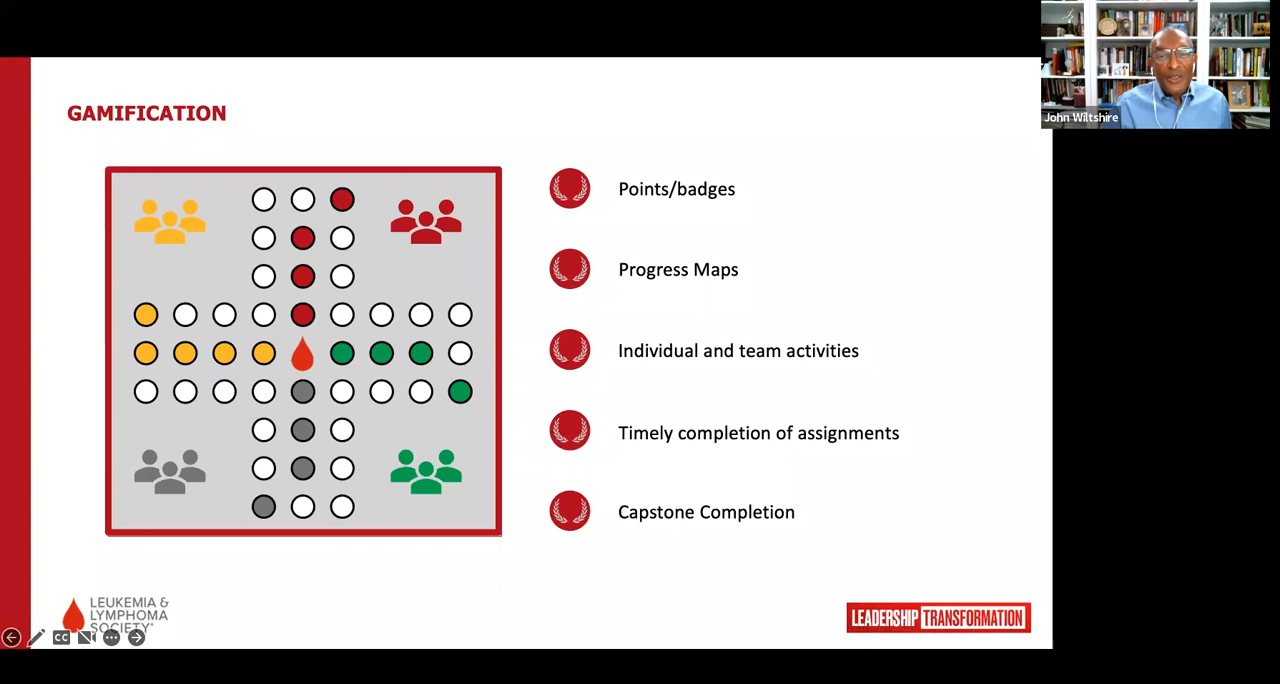 John Wiltshire
GAMIFICATION
Points/badges
Progress Maps
Individual and team activities
Timely completion of assignments
Capstone Completion
LEUKEMIA &
LYMPHOMA
SOCIETY®
CC
LEADERSHIP TRANSFORMATION